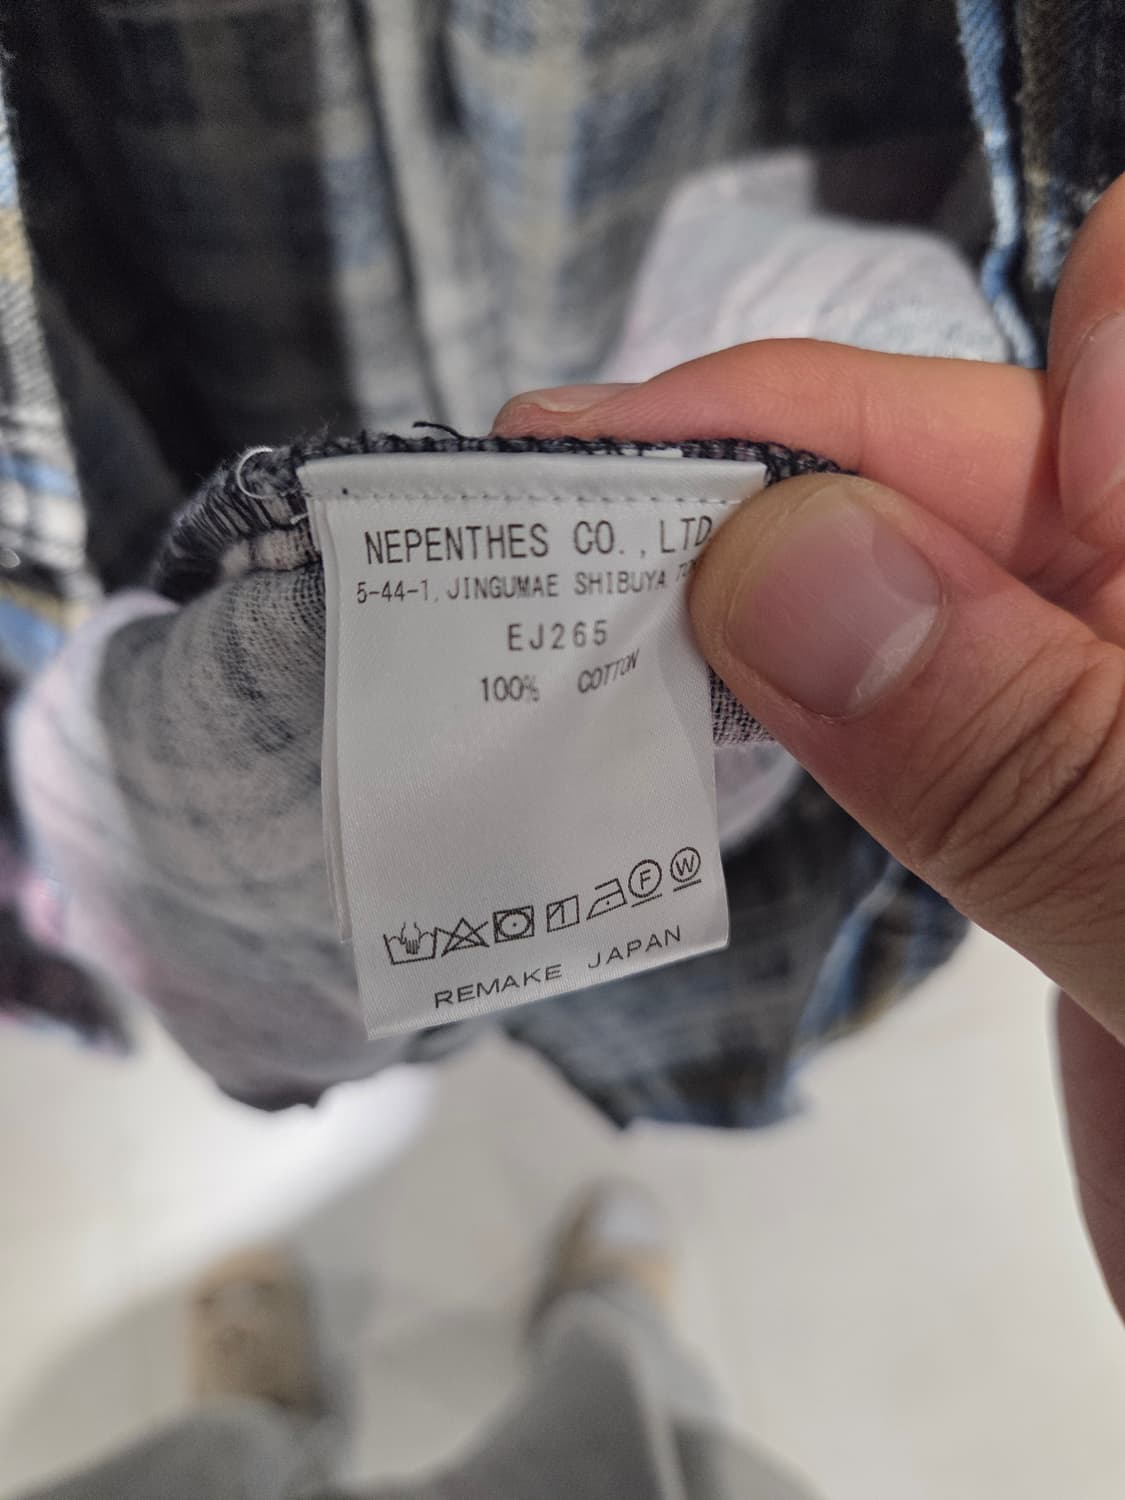 NEPENTHES CO.,LTD.
5-44-1,JINGUMAE SHIBUYA
EJ265
100% COTTON
F W
REMAKE JAPAN